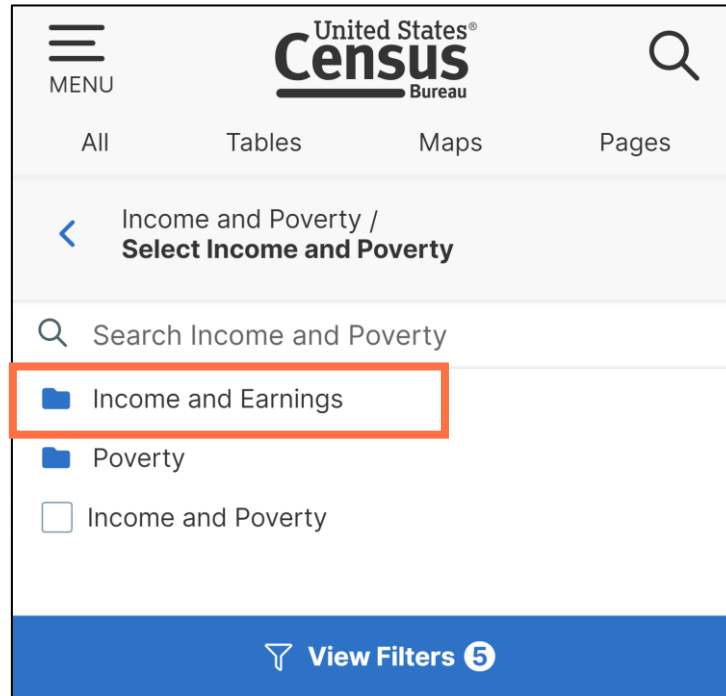 MENU
United States®
Census
Bureau
All Tables Maps Pages
Income and Poverty /
Select Income and Poverty
Search Income and Poverty
Income and Earnings
Poverty
Income and Poverty
View Filters 5